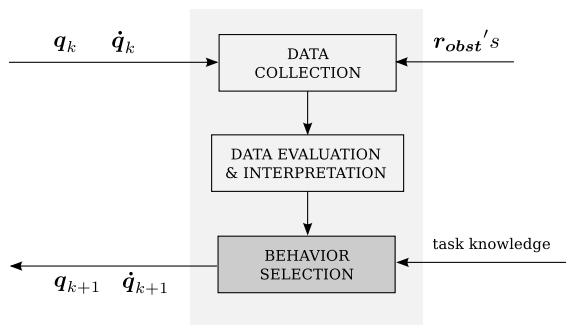 q_k q̇_k
DATA
COLLECTION
r_obst's
DATA EVALUATION
& INTERPRETATION
BEHAVIOR
SELECTION
task knowledge
q_{k+1} q̇_{k+1}